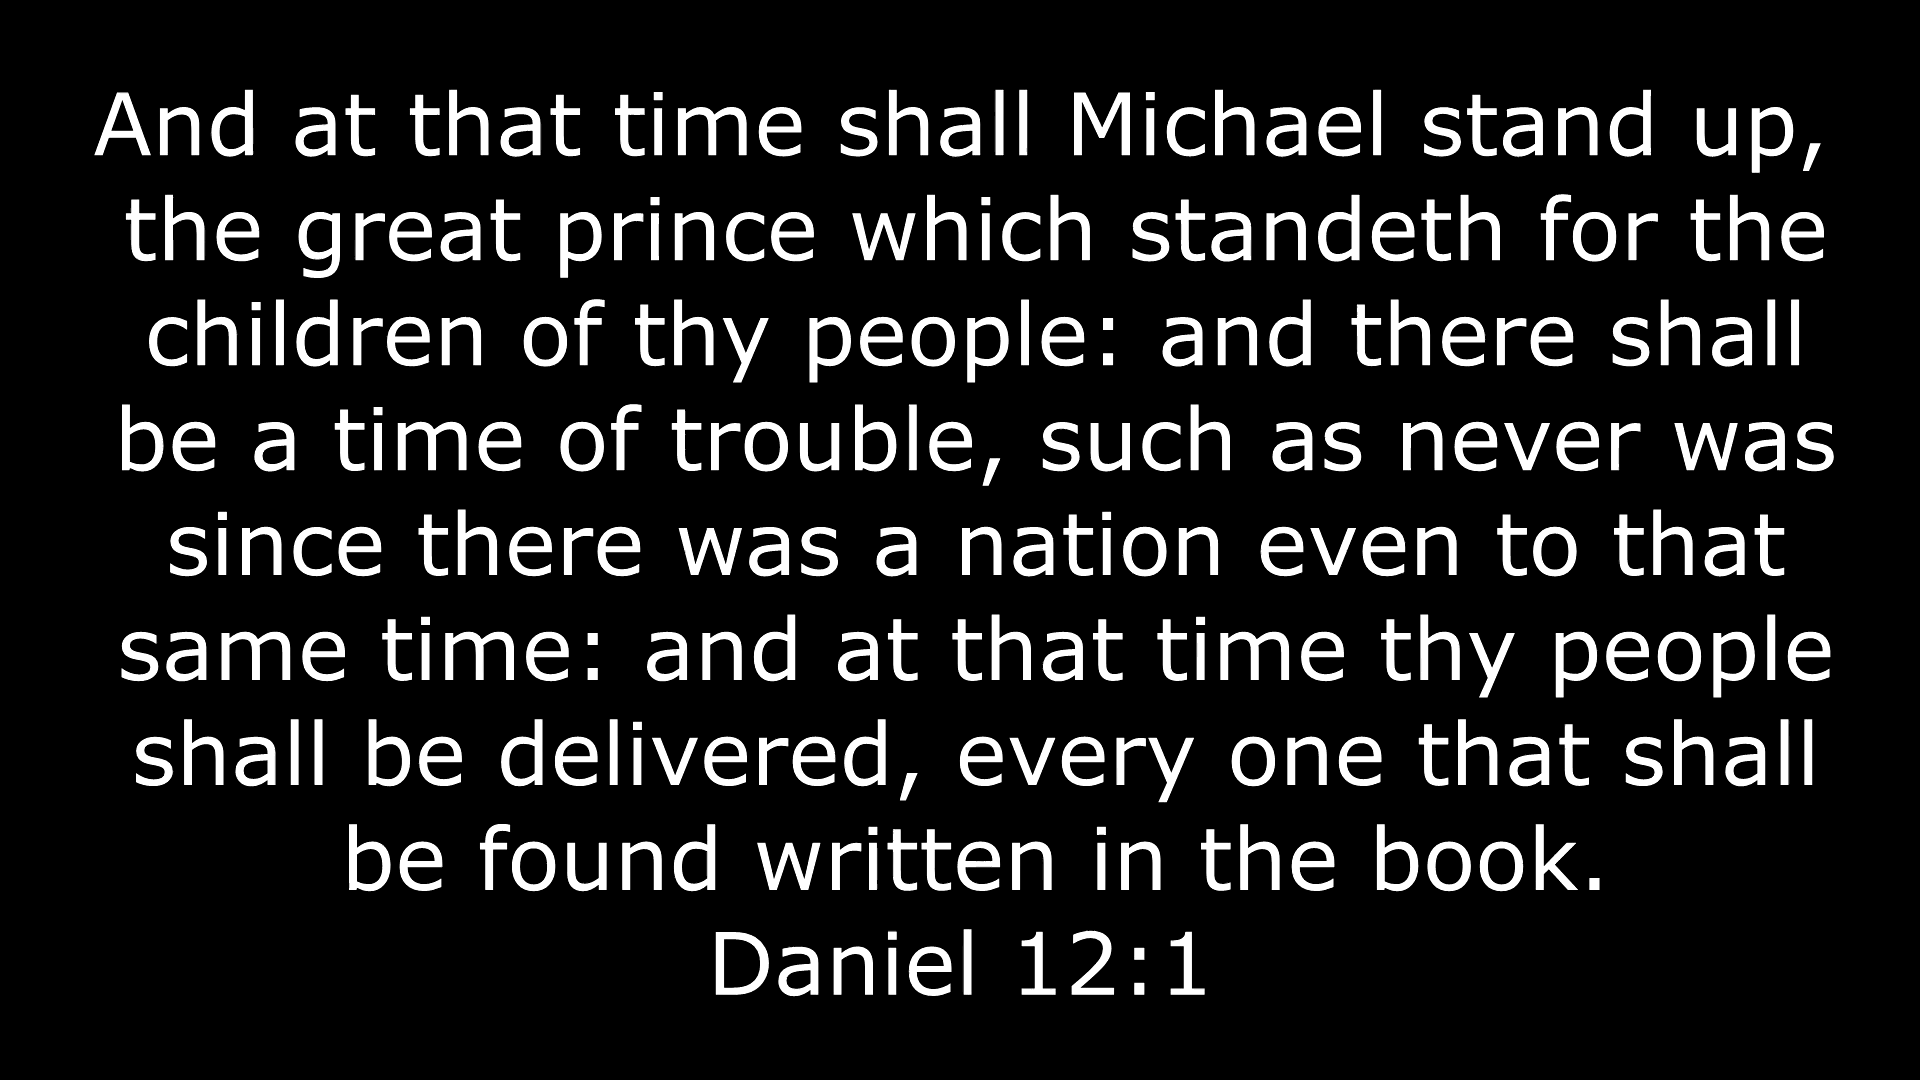 And at that time shall Michael stand up,
the great prince which standeth for the
children of thy people: and there shall
be a time of trouble, such as never was
since there was a nation even to that
same time: and at that time thy people
shall be delivered, every one that shall
be found written in the book.
Daniel 12:1